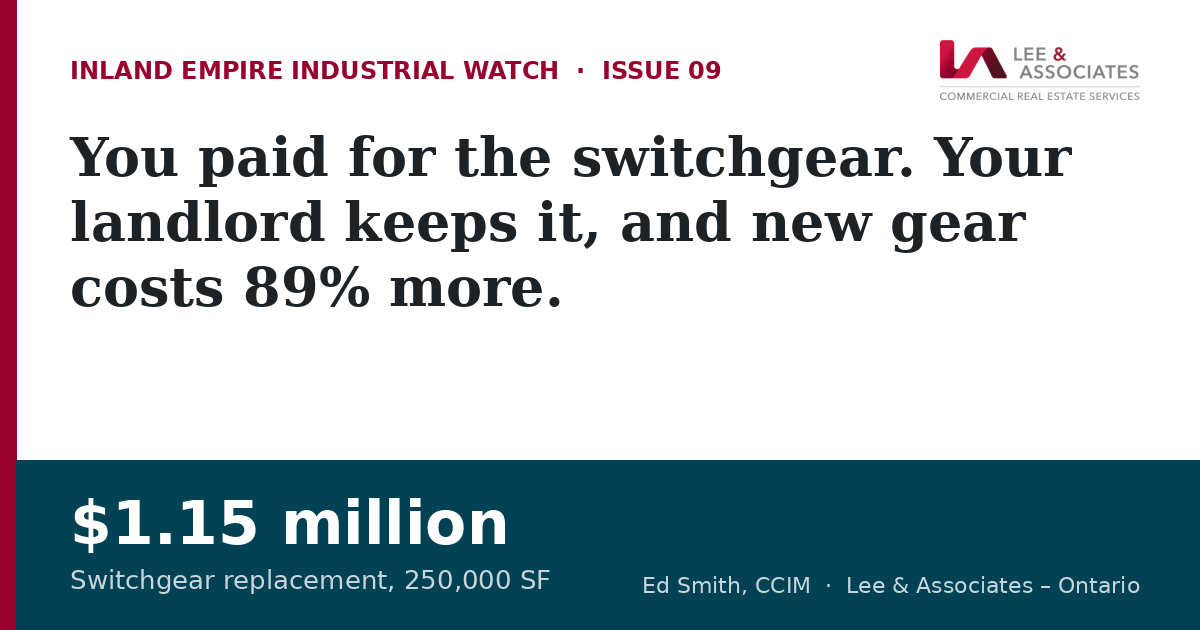 INLAND EMPIRE INDUSTRIAL WATCH · ISSUE 09
LEE &
ASSOCIATES
COMMERCIAL REAL ESTATE SERVICES
You paid for the switchgear. Your
landlord keeps it, and new gear
costs 89% more.
$1.15 million
Switchgear replacement, 250,000 SF
Ed Smith, CCIM · Lee & Associates – Ontario